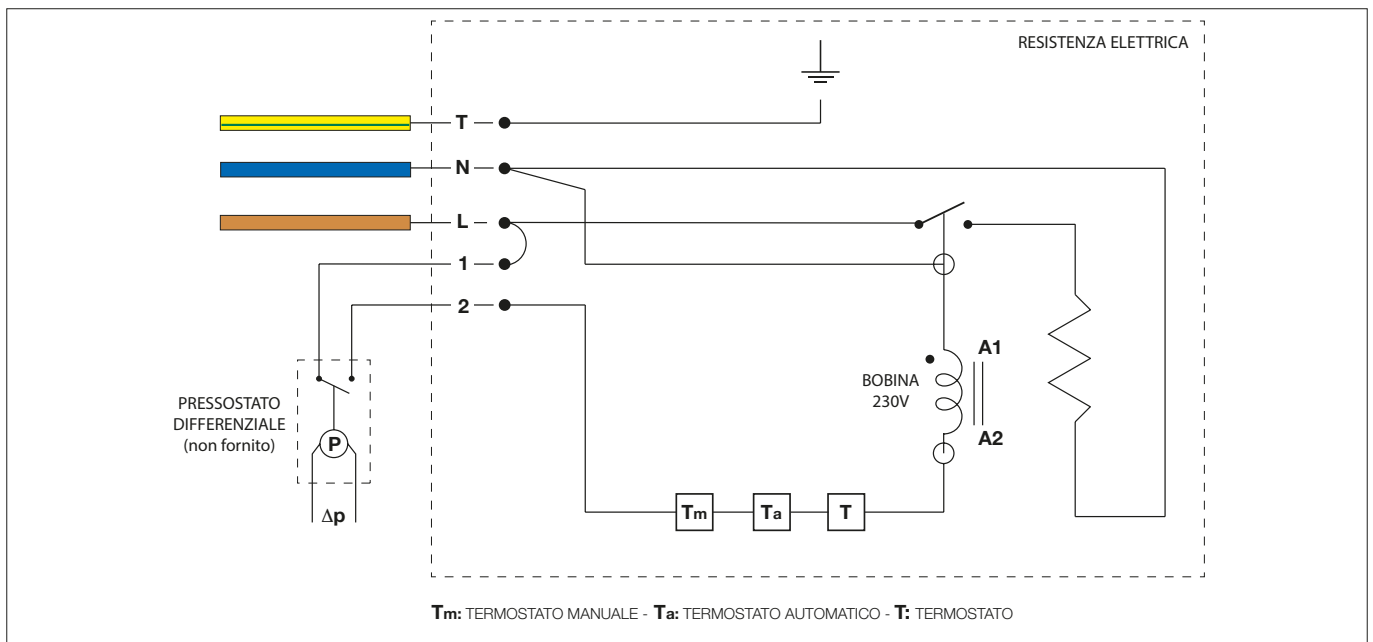 RESISTENZA ELETTRICA
T
N
L
1
2
A1
BOBINA
230V
A2
PRESSOSTATO
DIFFERENZIALE
(non fornito)
P
Δp
Tm
Ta
T
Tm: TERMOSTATO MANUALE - Ta: TERMOSTATO AUTOMATICO - T: TERMOSTATO